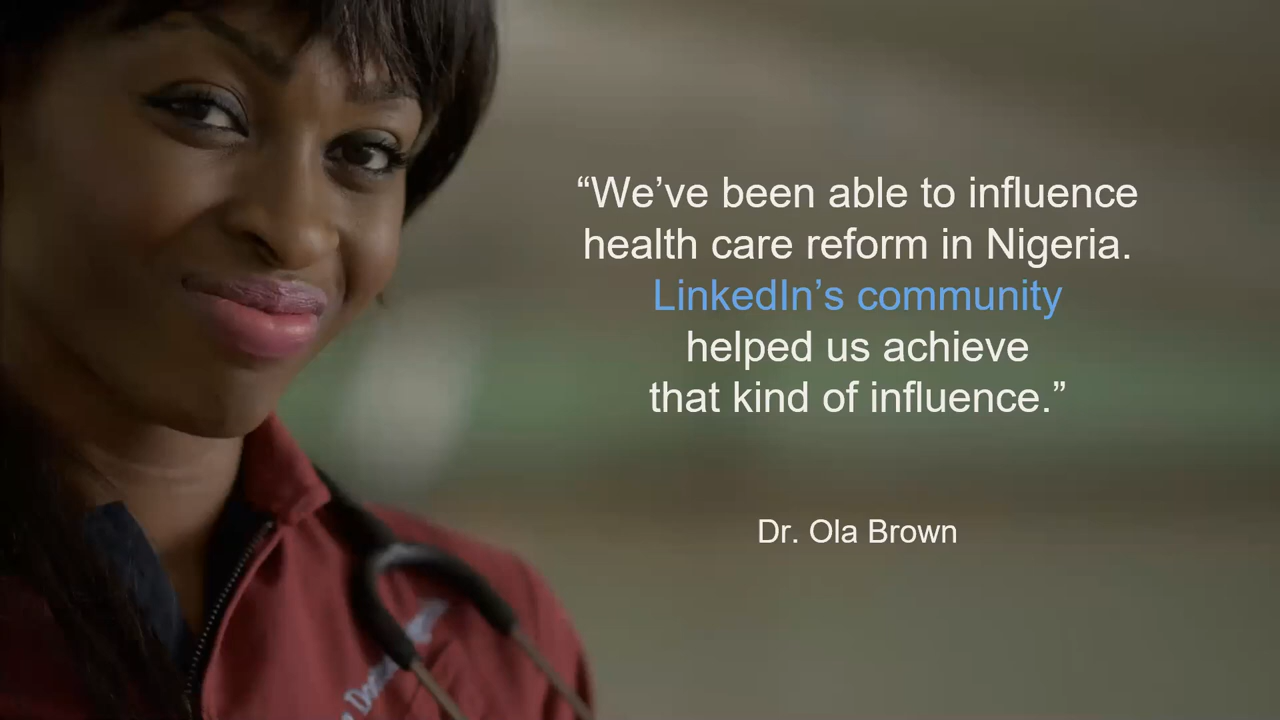 “We’ve been able to influence
health care reform in Nigeria.
LinkedIn’s community
helped us achieve
that kind of influence.”
Dr. Ola Brown